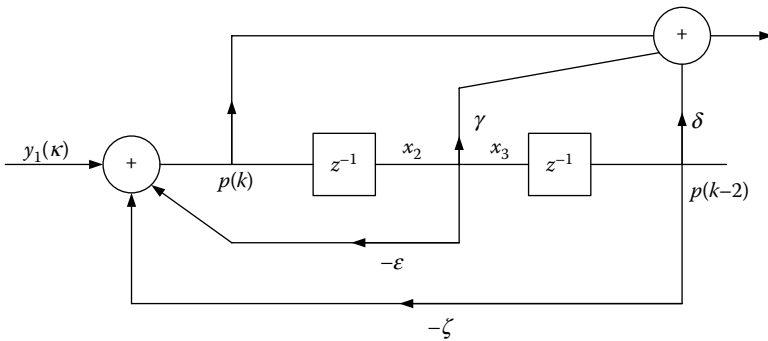 +
γ
δ
y₁(κ)
+
p(k)
z⁻¹
x₂
x₃
z⁻¹
p(k–2)
–ε
–ζ